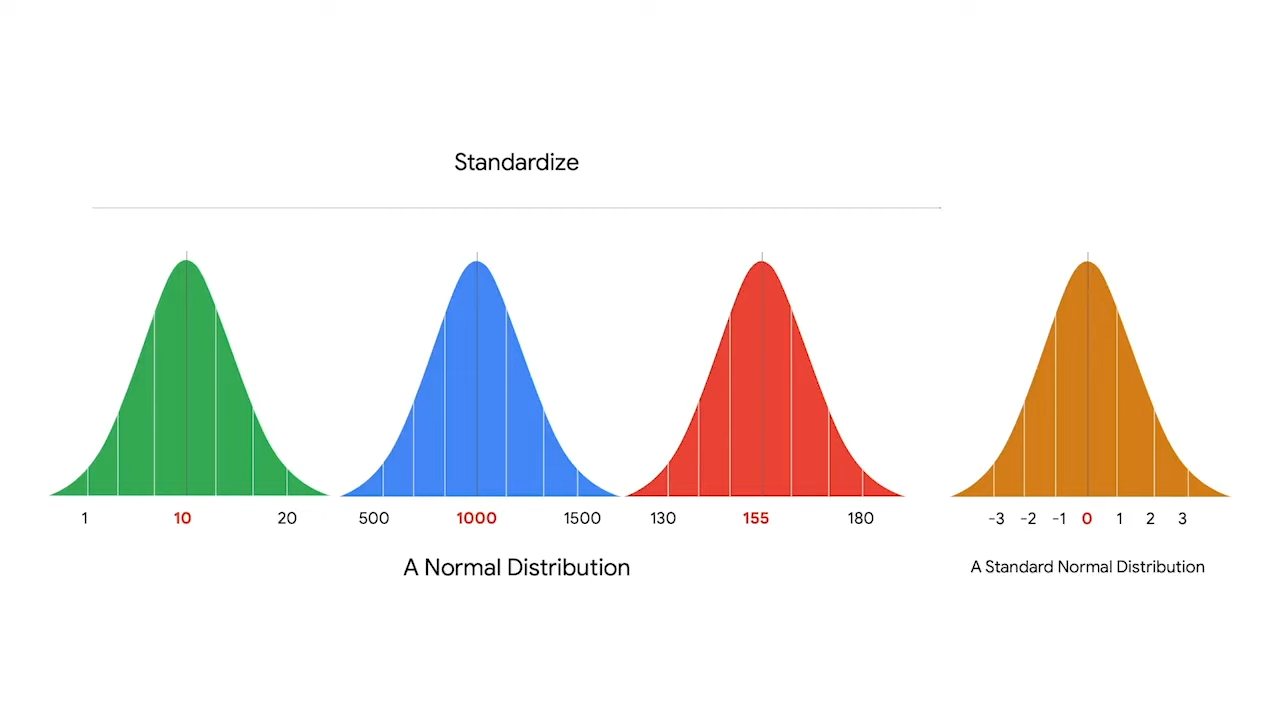 Standardize
1 10 20 500 1000 1500 130 155 180 -3 -2 -1 0 1 2 3
A Normal Distribution
A Standard Normal Distribution